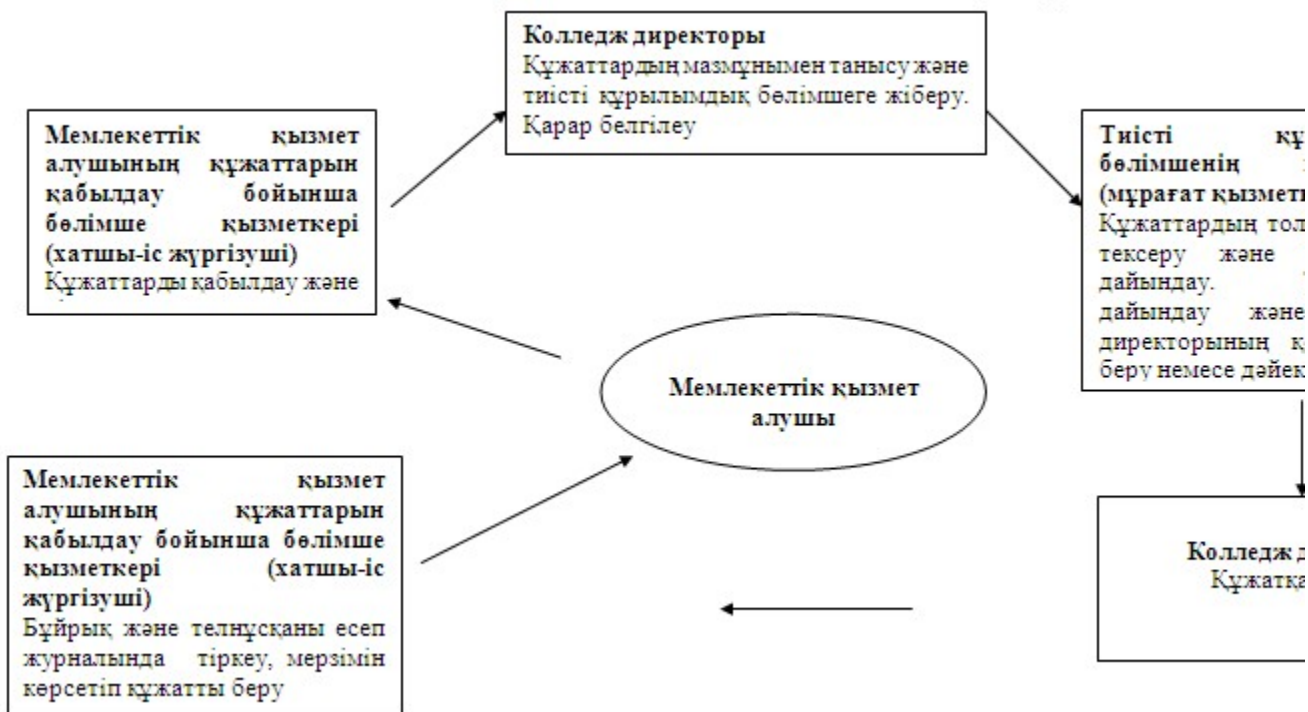 Колледж директоры
Құжаттардың мазмұнымен танысу және
тиісті құрылымдық бөлімшеге жіберу.
Қарар белгілеу
Мемлекеттік қызмет
алушының құжаттарын
қабылдау бойынша
бөлімше қызметкері
(хатшы-іс жүргізуші)
Құжаттарды қабылдау және
Тиісті
бөлімшенің
(мұрағат
Құжаттардың
тексеру және
дайындау.
дайындау және
директорының
беру немесе
Мемлекеттік қызмет
алушы
Мемлекеттік қызмет
алушының құжаттарын
қабылдау бойынша бөлімше
қызметкері (хатшы-іс
жүргізуші)
Бұйрық және телнұсқаны есеп
журналында тіркеу, мерзімін
көрсетіп құжатты беру
Колледж